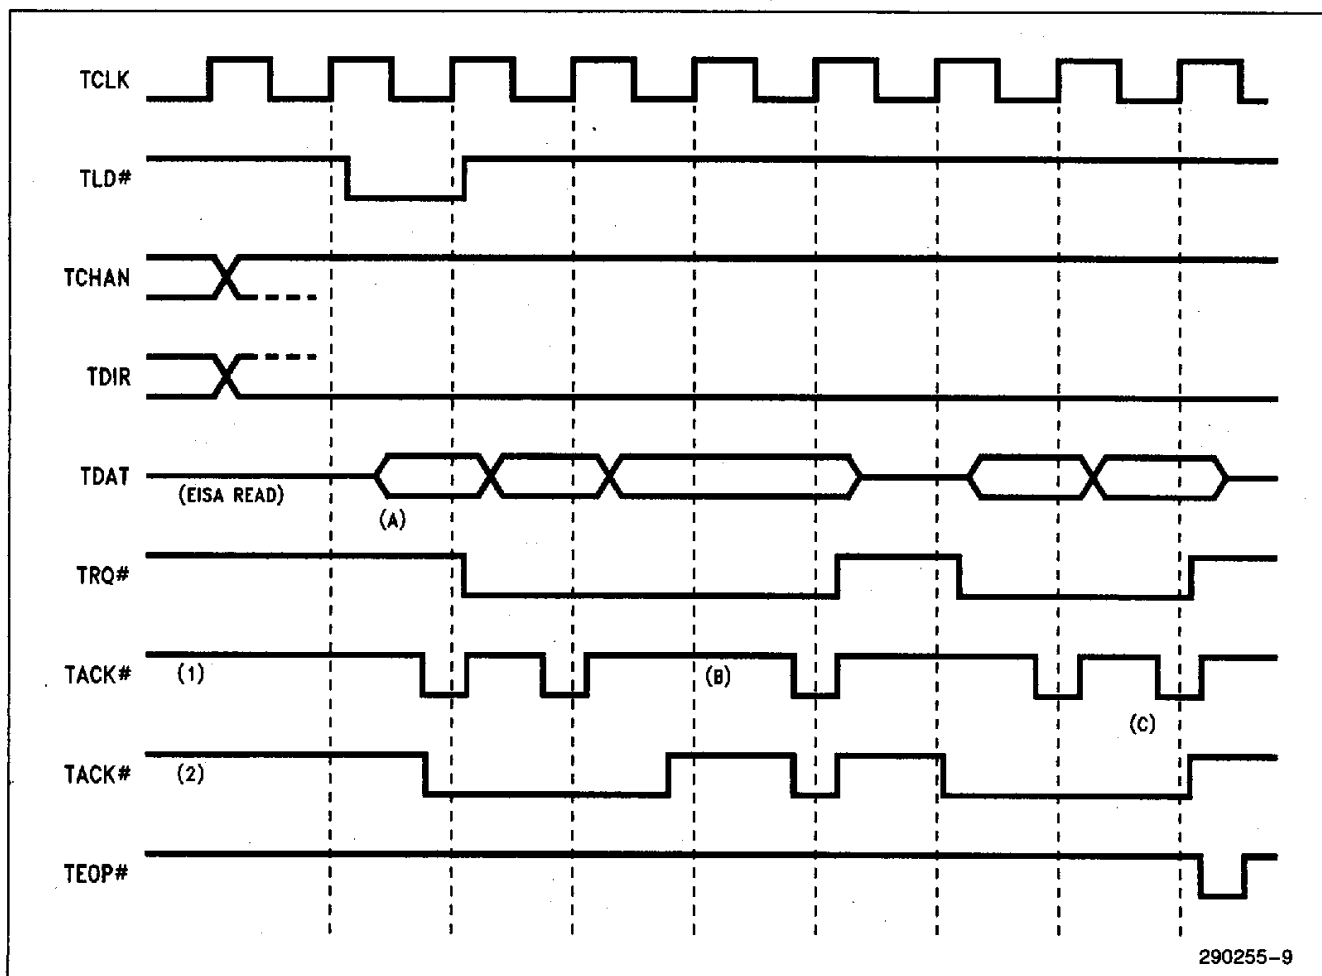 TCLK
TLD#
TCHAN
TDIR
TDAT
(EISA READ)
(A)
TRQ#
TACK# (1) (B)
(C)
TACK# (2)
TEOP#
290255-9